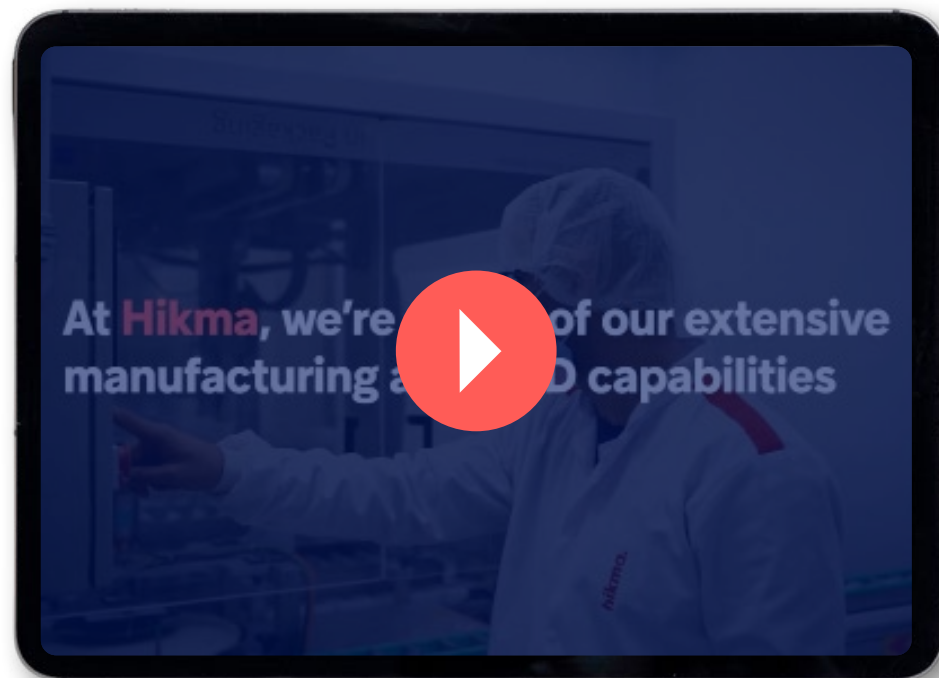 At Hikma, we're of our extensive
manufacturing capabilities
hikma.